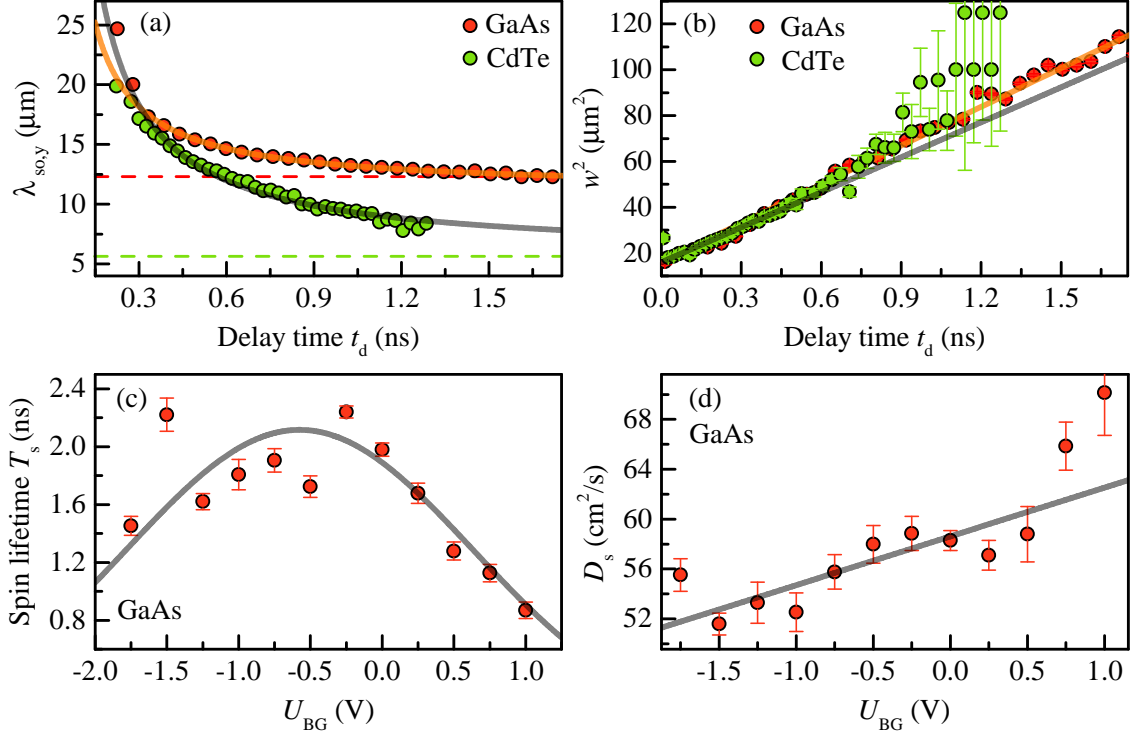 (a)
GaAs
CdTe
25
20
15
10
5
λso,y (μm)
0.3 0.6 0.9 1.2 1.5
Delay time td (ns)
(b)
GaAs
CdTe
120
100
80
60
40
20
w² (μm²)
0.0 0.3 0.6 0.9 1.2 1.5
Delay time td (ns)
(c)
2.4
2.0
1.6
1.2
0.8
Spin lifetime Ts (ns)
GaAs
-2.0 -1.5 -1.0 -0.5 0.0 0.5 1.0
UBG (V)
(d)
GaAs
68
64
60
56
52
Ds (cm²/s)
-1.5 -1.0 -0.5 0.0 0.5 1.0
UBG (V)